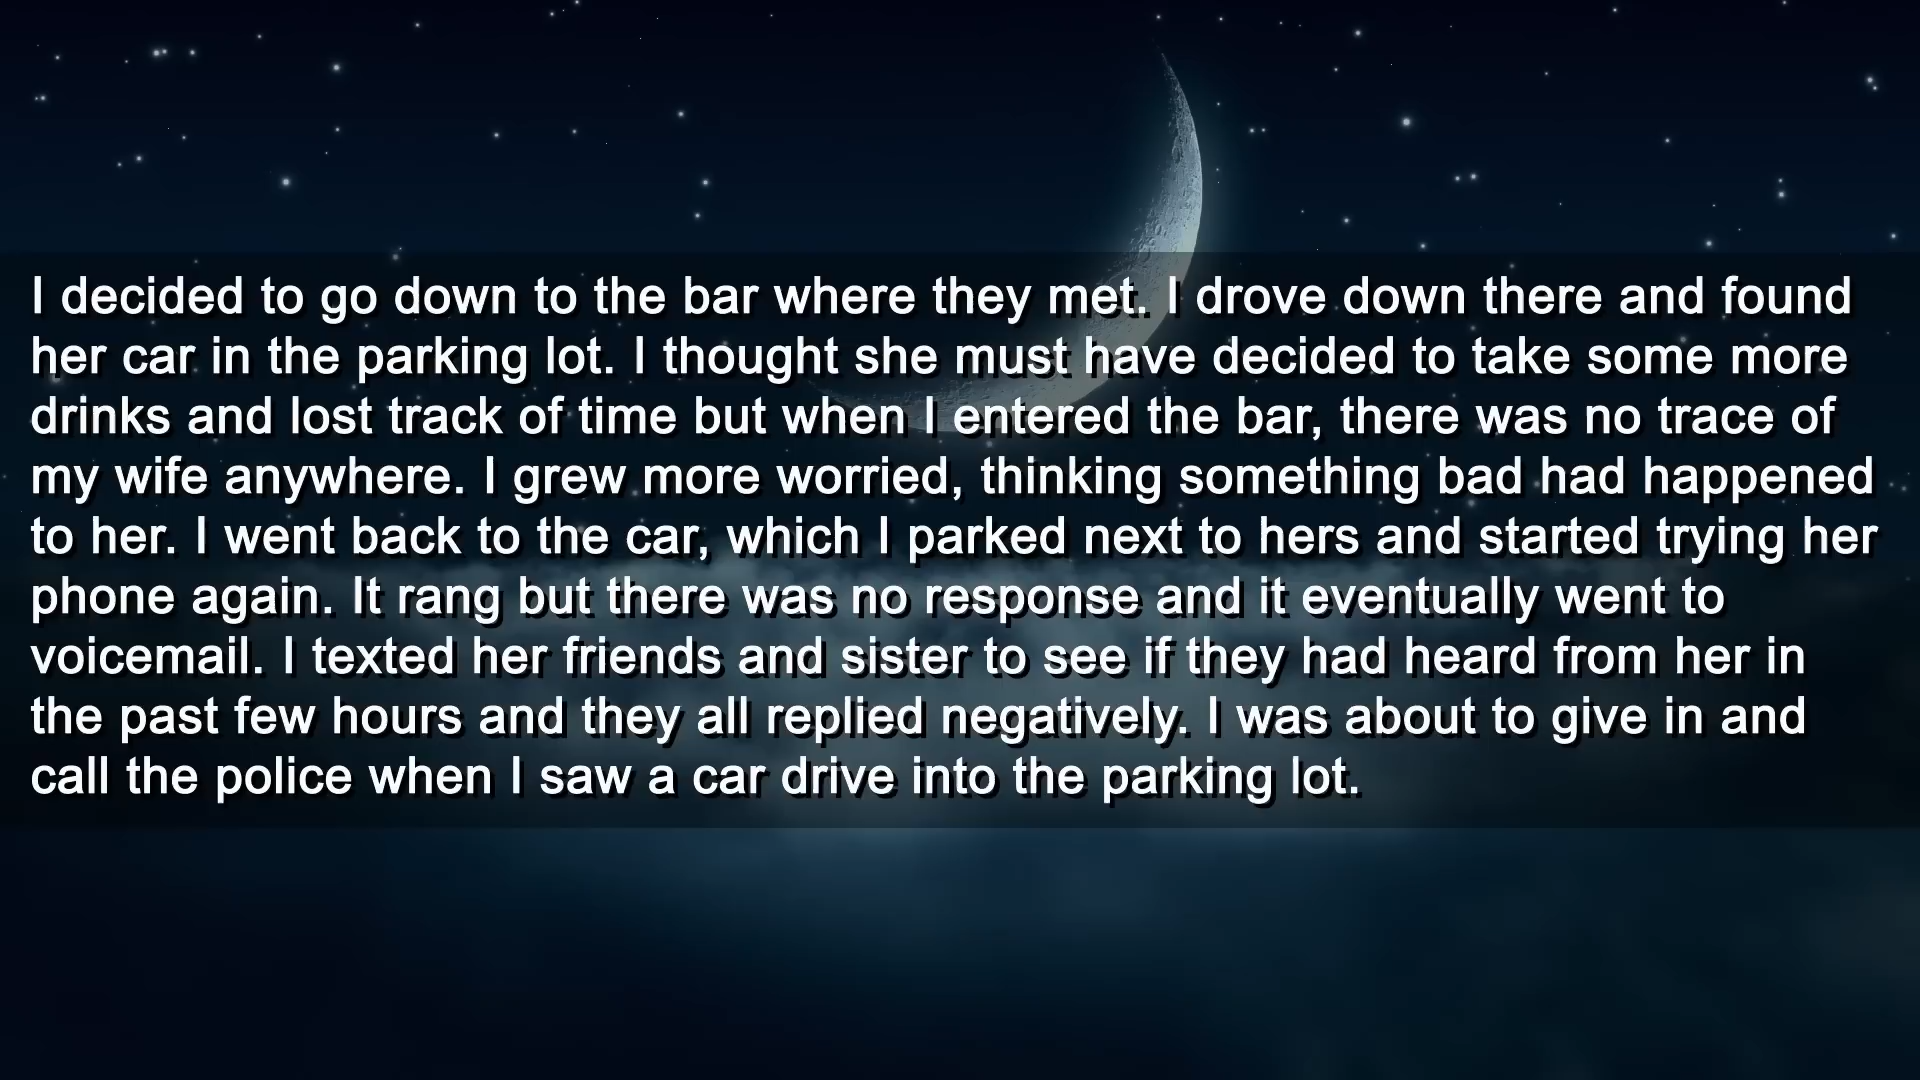 I decided to go down to the bar where they met. I drove down there and found
her car in the parking lot. I thought she must have decided to take some more
drinks and lost track of time but when I entered the bar, there was no trace of
my wife anywhere. I grew more worried, thinking something bad had happened
to her. I went back to the car, which I parked next to hers and started trying her
phone again. It rang but there was no response and it eventually went to
voicemail. I texted her friends and sister to see if they had heard from her in
the past few hours and they all replied negatively. I was about to give in and
call the police when I saw a car drive into the parking lot.